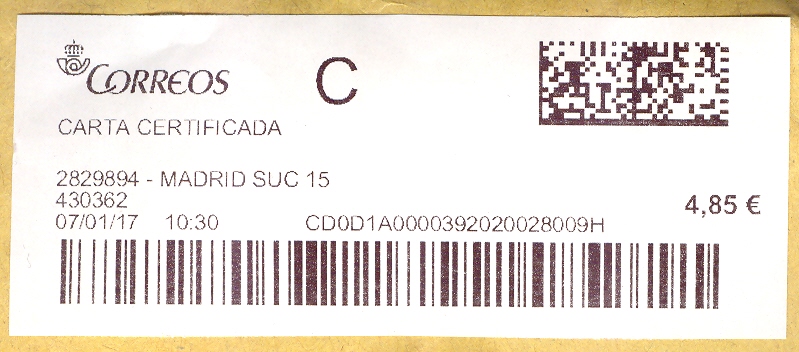 CORREOS
C
CARTA CERTIFICADA
2829894 - MADRID SUC 15
430362
4,85 €
07/01/17 10:30 CD0D1A0000392020028009H